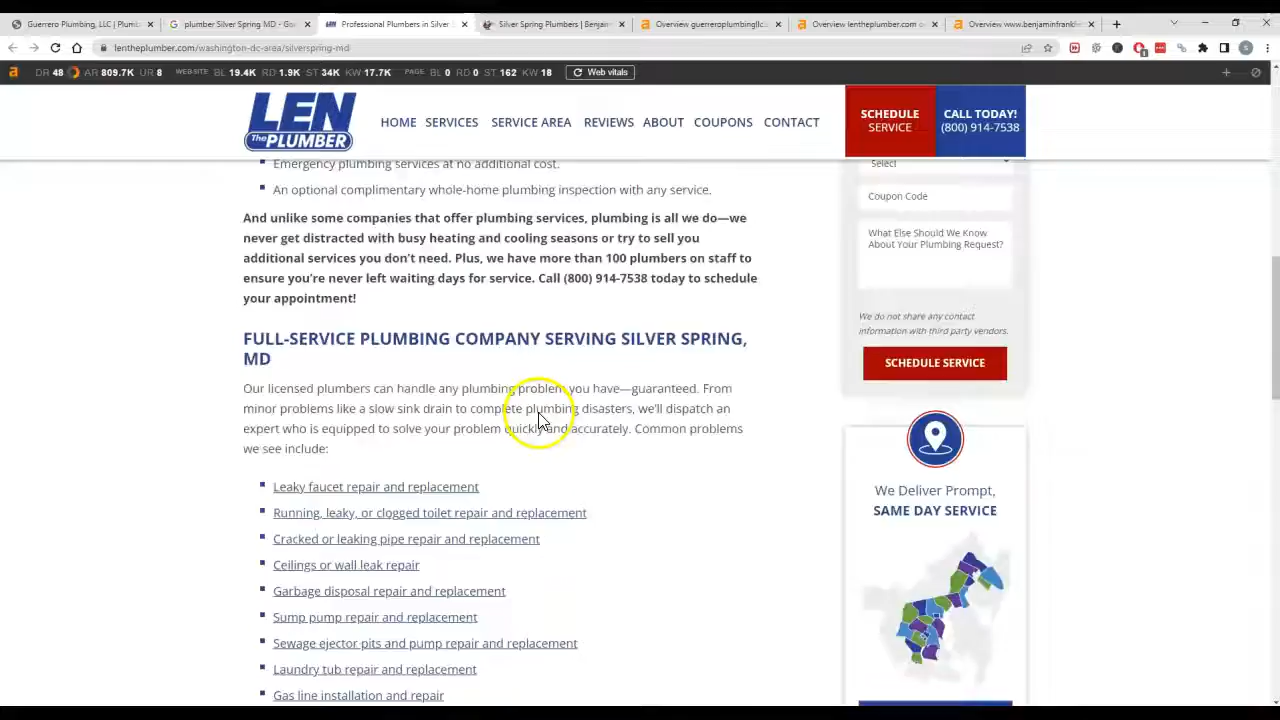 Guerrero Plumbing, LLC | Plumb
plumber Silver Spring MD - Go
Professional Plumbers in Silver S
Silver Spring Plumbers | Benjam
Overview guerreroplumbingllc
Overview lentheplumber.com o
Overview www.benjaminfrankl
lentheplumber.com/washington-dc-area/silverspring-md
DR 48 AR 809.7K UR 8 WEBSITE BL 19.4K RD 1.9K ST 34K KW 17.7K PAGE BL 0 RD 0 ST 162 KW 18 Web vitals
LEN The PLUMBER
HOME SERVICES SERVICE AREA REVIEWS ABOUT COUPONS CONTACT
SCHEDULE
SERVICE
CALL TODAY!
(800) 914-7538
Emergency plumbing services at no additional cost.
An optional complimentary whole-home plumbing inspection with any service.
And unlike some companies that offer plumbing services, plumbing is all we do—we
never get distracted with busy heating and cooling seasons or try to sell you
additional services you don't need. Plus, we have more than 100 plumbers on staff to
ensure you're never left waiting days for service. Call (800) 914-7538 today to schedule
your appointment!
FULL-SERVICE PLUMBING COMPANY SERVING SILVER SPRING,
MD
Our licensed plumbers can handle any plumbing problem you have—guaranteed. From
minor problems like a slow sink drain to complete plumbing disasters, we'll dispatch an
expert who is equipped to solve your problem quickly and accurately. Common problems
we see include:
Leaky faucet repair and replacement
Running, leaky, or clogged toilet repair and replacement
Cracked or leaking pipe repair and replacement
Ceilings or wall leak repair
Garbage disposal repair and replacement
Sump pump repair and replacement
Sewage ejector pits and pump repair and replacement
Laundry tub repair and replacement
Gas line installation and repair
Select
Coupon Code
What Else Should We Know
About Your Plumbing Request?
We do not share any contact
information with third party vendors.
SCHEDULE SERVICE
We Deliver Prompt,
SAME DAY SERVICE